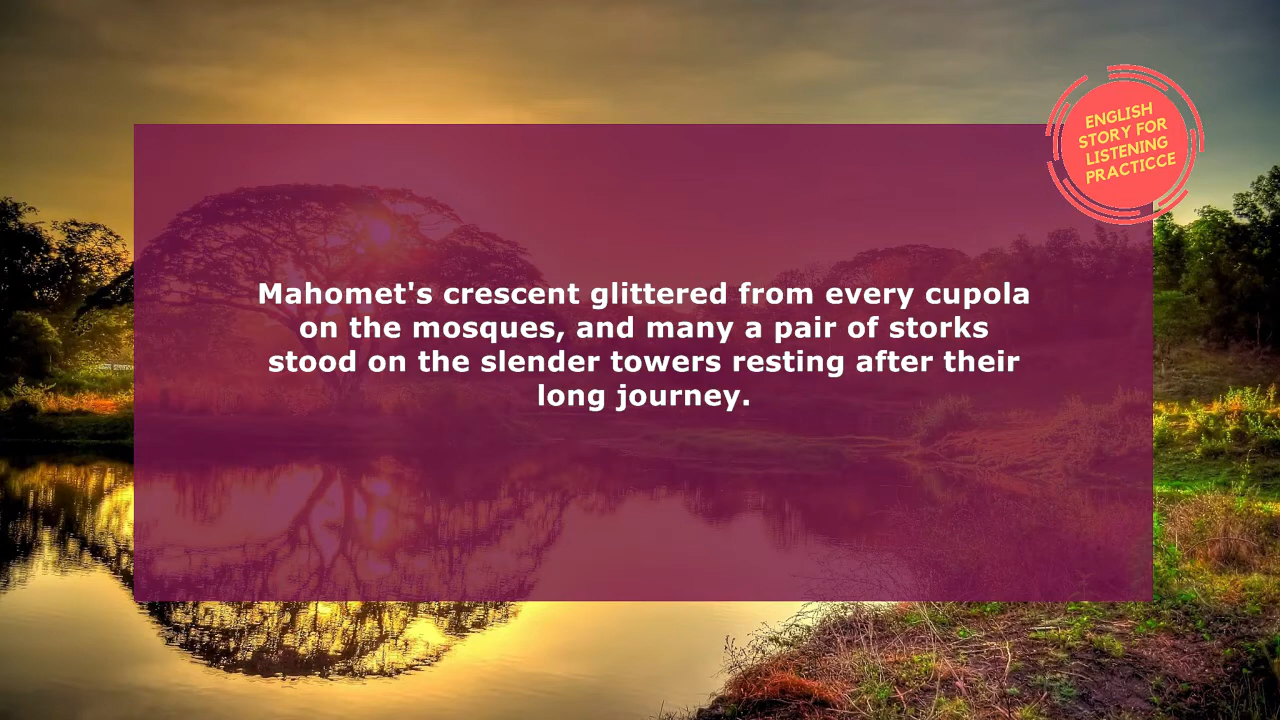 ENGLISH
STORY FOR
LISTENING
PRACTICCE
Mahomet's crescent glittered from every cupola
on the mosques, and many a pair of storks
stood on the slender towers resting after their
long journey.